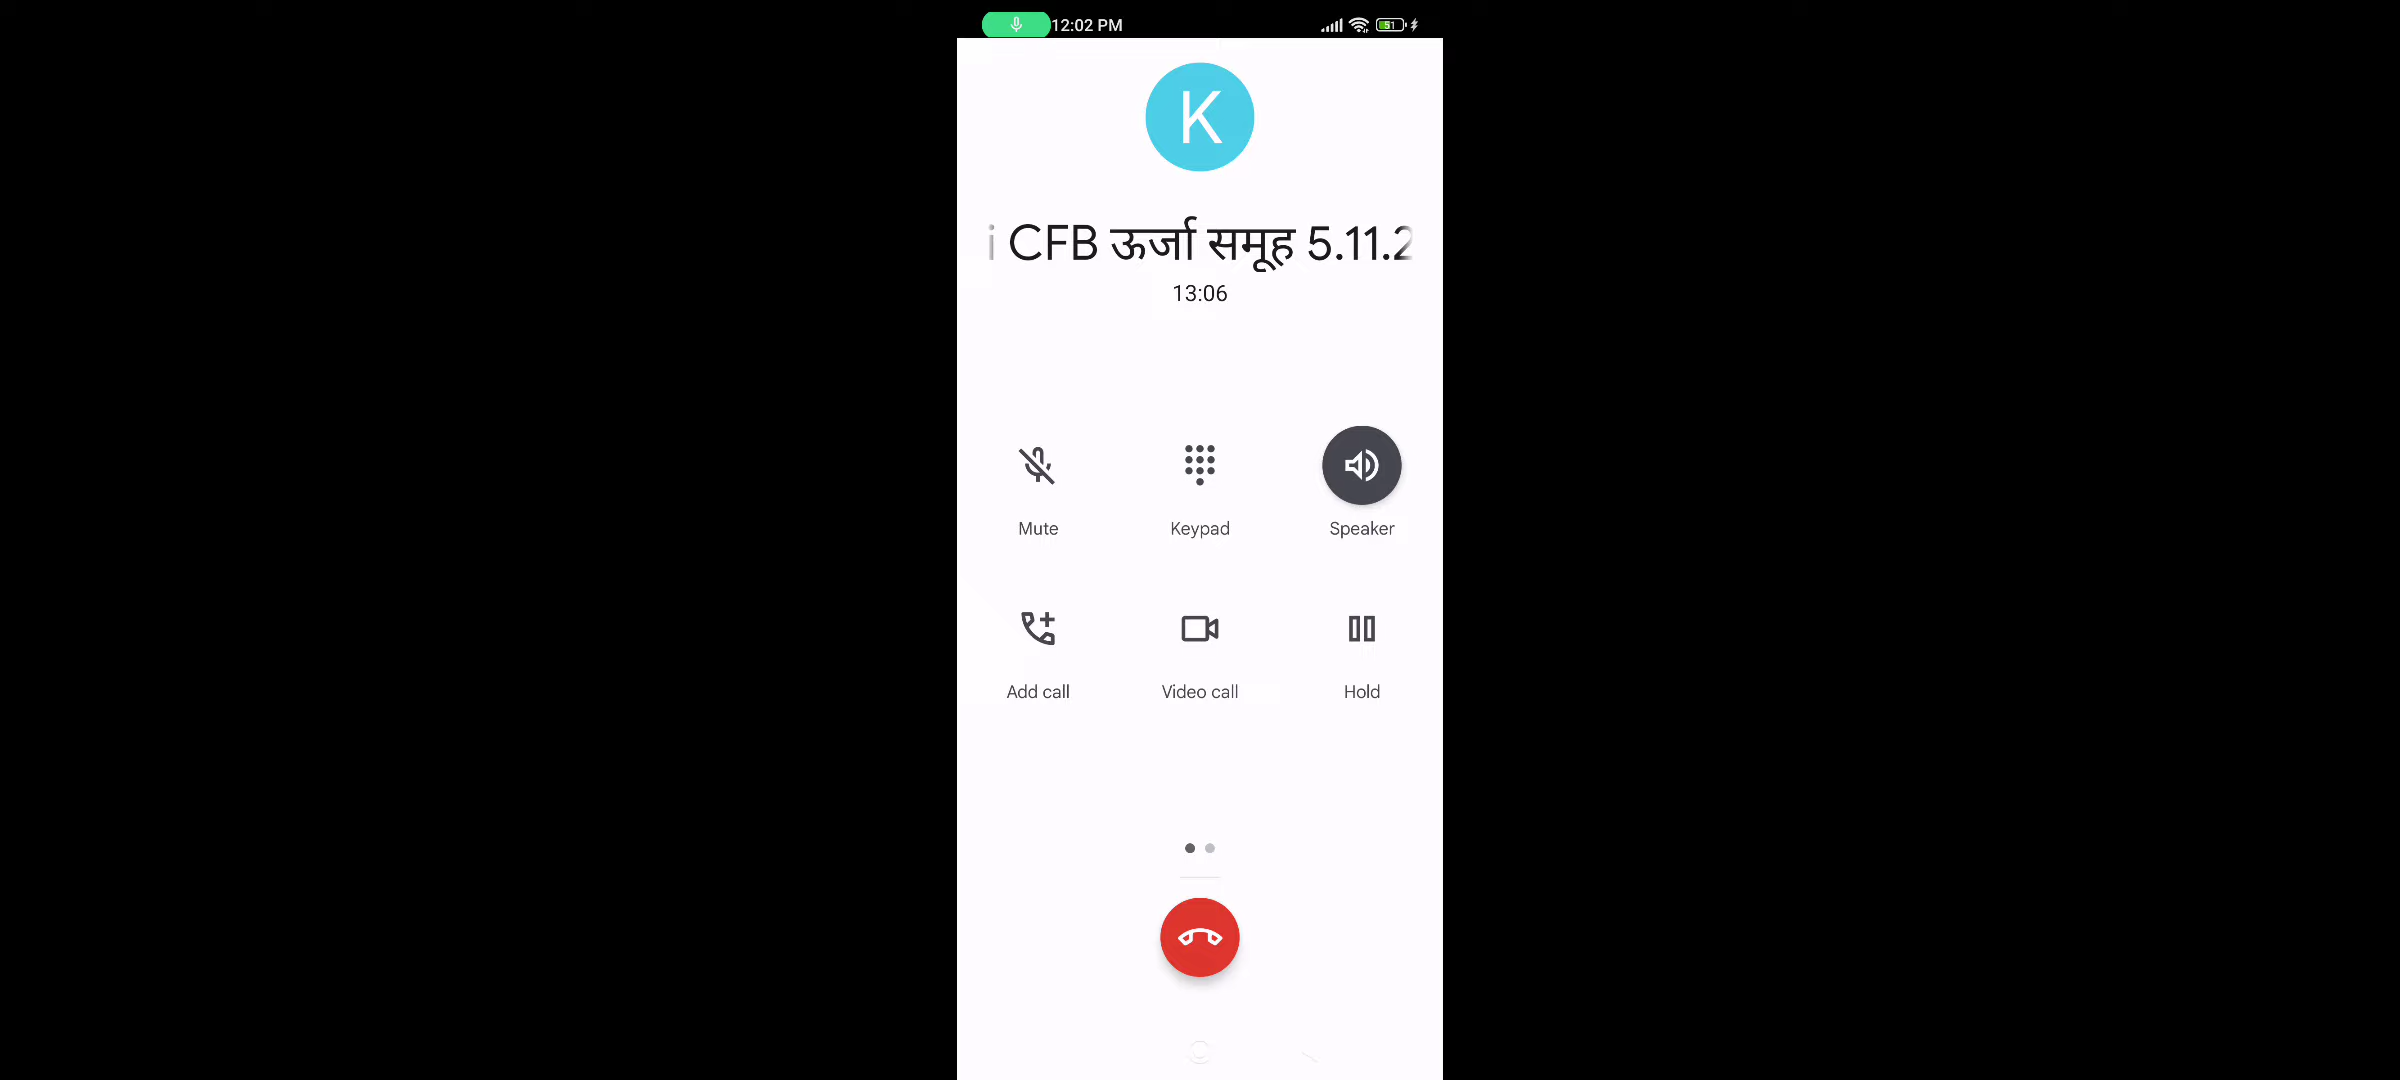 12:02 PM
51
K
CFB ऊर्जा समूह 5.11.2
13:06
Mute
Keypad
Speaker
Add call
Video call
Hold